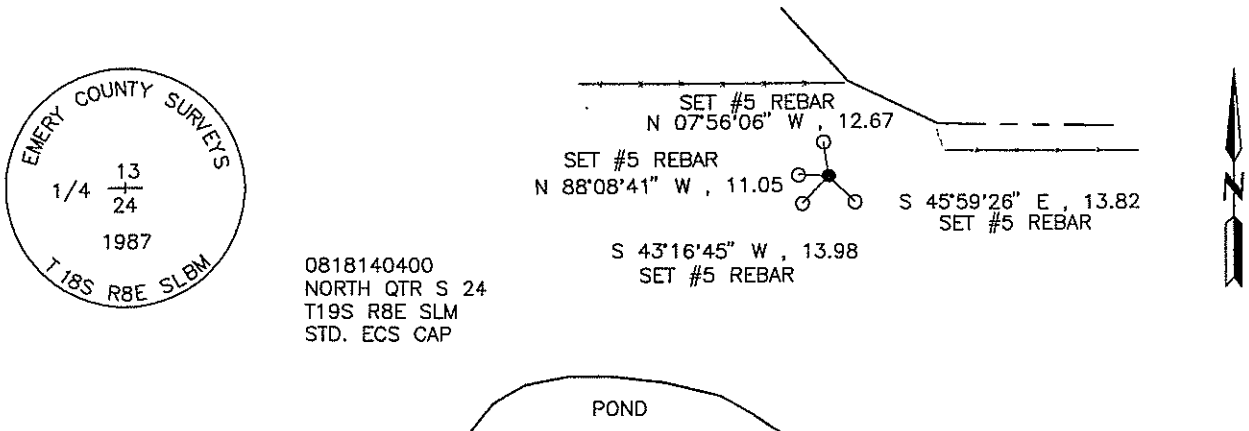 EMERY COUNTY SURVEYS
1/4 13
24
1987
T 18S R8E SLBM
0818140400
NORTH QTR S 24
T19S R8E SLM
STD. ECS CAP
SET #5 REBAR
N 07°56'06" W , 12.67
SET #5 REBAR
N 88°08'41" W , 11.05
S 45°59'26" E , 13.82
SET #5 REBAR
S 43°16'45" W , 13.98
SET #5 REBAR
N
POND